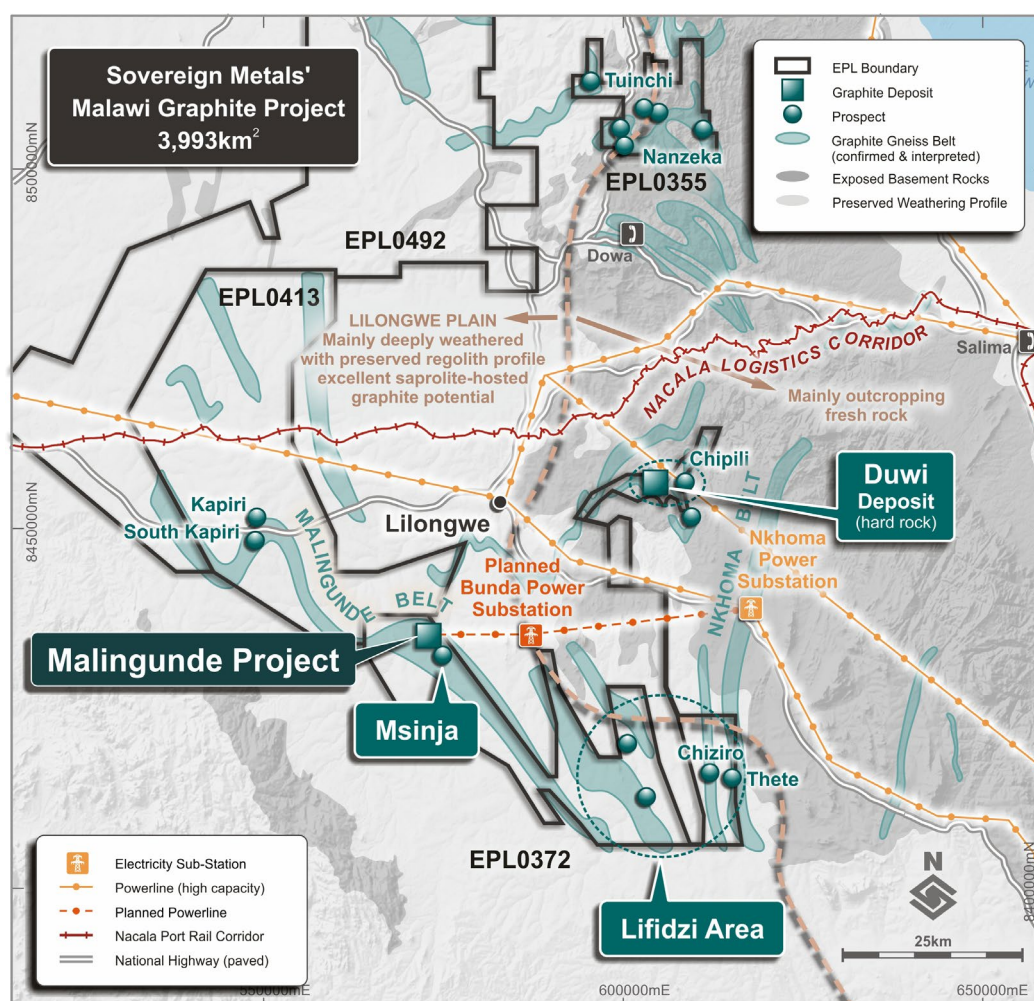 Sovereign Metals'
Malawi Graphite Project
3,993km²
EPL Boundary
Graphite Deposit
Prospect
Graphite Gneiss Belt
(confirmed & interpreted)
Exposed Basement Rocks
Preserved Weathering Profile
Tuinchi
Nanzeka
EPL0355
8500000mN
EPL0492
Dowa
EPL0413
LILONGWE PLAIN
Mainly deeply weathered
with preserved regolith profile
excellent saprolite-hosted
graphite potential
NACALA LOGISTICS CORRIDOR
Salima
Mainly outcropping
fresh rock
Chipili
Duwi
Deposit
(hard rock)
Kapiri
South Kapiri
Lilongwe
8450000mN
MALINGUNDE BELT
NKHOMA BELT
Nkhoma
Power
Substation
Planned
Bunda Power
Substation
Malingunde Project
Msinja
Chiziro
Thete
EPL0372
Lifidzi Area
Electricity Sub-Station
Powerline (high capacity)
Planned Powerline
Nacala Port Rail Corridor
National Highway (paved)
N
25km
600000mE
650000mE